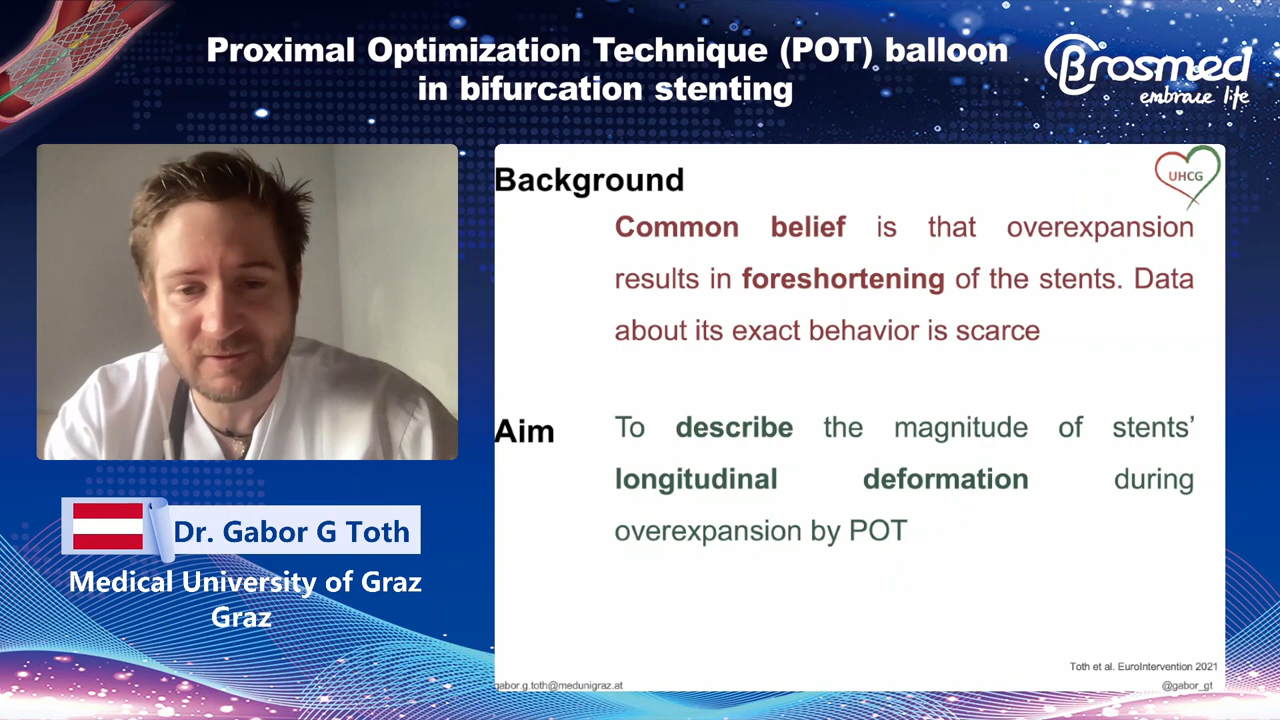 Proximal Optimization Technique (POT) balloon
in bifurcation stenting
Brosmed
embrace life
Background
UHCG
Common belief is that overexpansion
results in foreshortening of the stents. Data
about its exact behavior is scarce
Aim
To describe the magnitude of stents’
longitudinal deformation during
overexpansion by POT
Toth et al. EuroIntervention 2021
gabor.g.toth@medunigraz.at
@gabor_gt
Dr. Gabor G Toth
Medical University of Graz
Graz